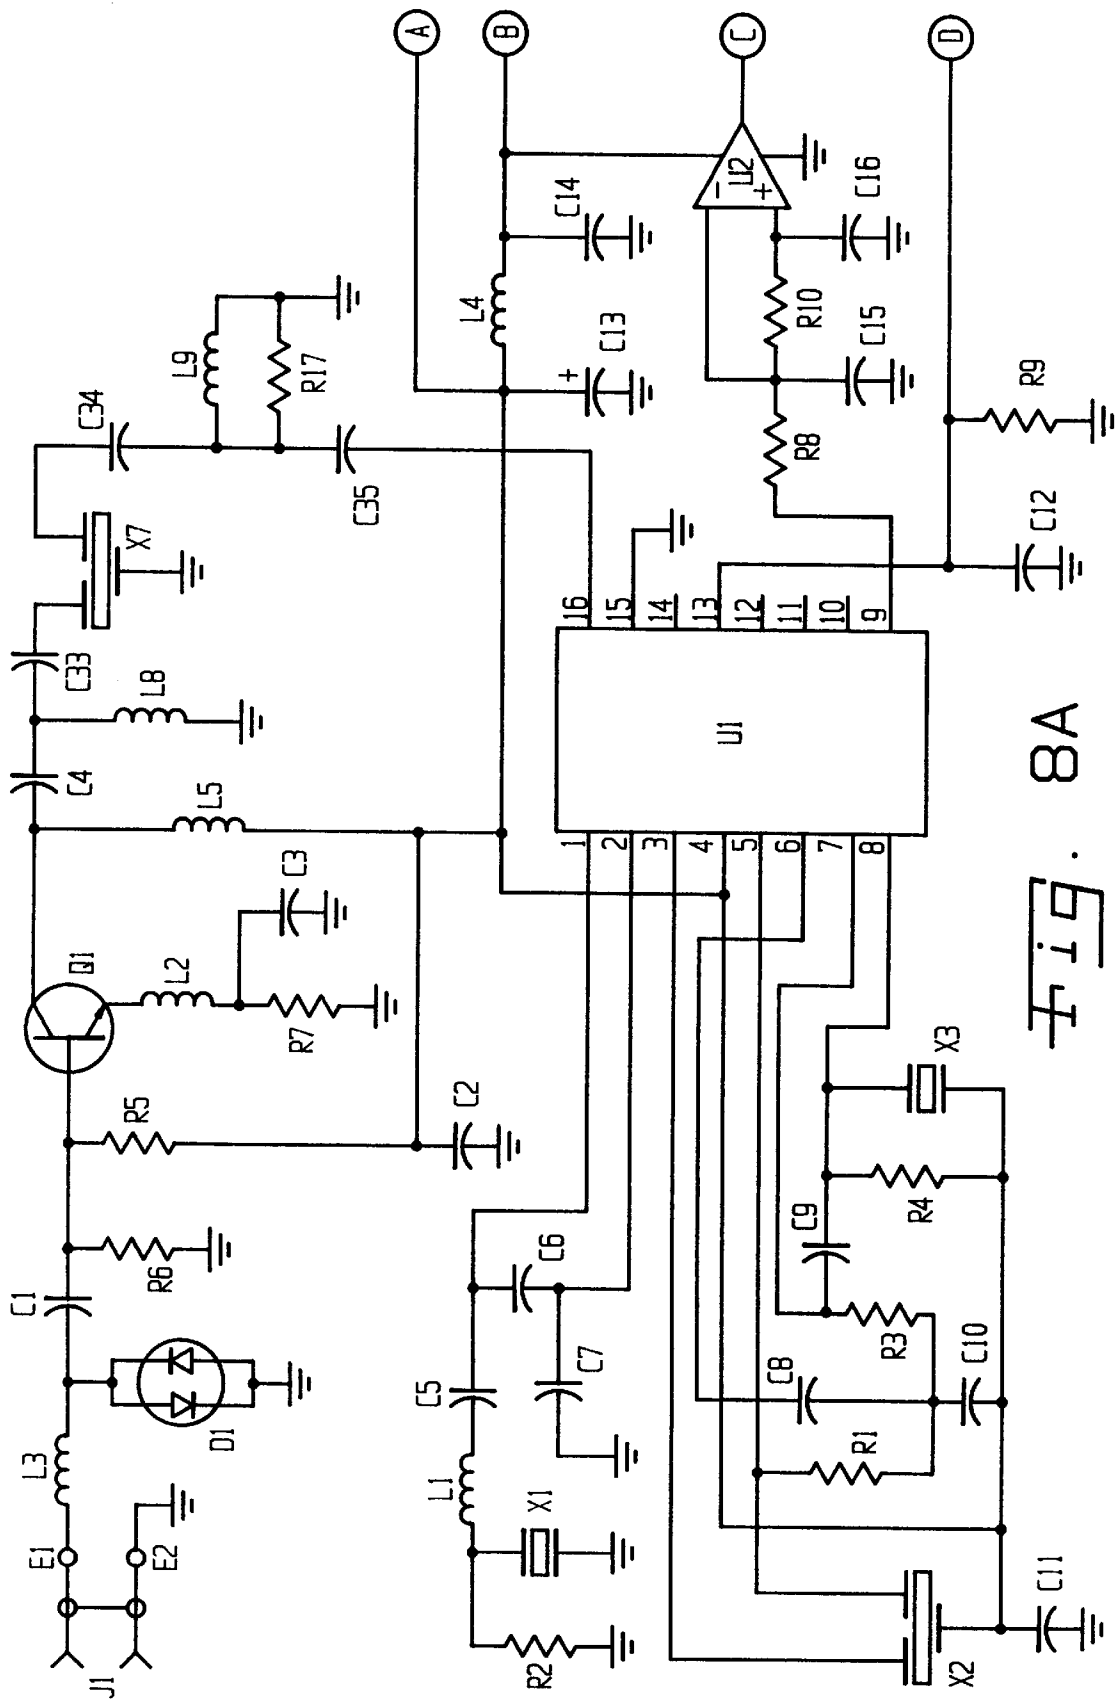 J1
E1
E2
L3
D1
C1
R6
R5
Q1
L2
R7
C3
C2
L5
C4
L8
C33
X7
C34
L9
R17
C35
A
B
C
D
L4
C13
+
C14
U2
-
+
R10
C16
C15
R8
R9
C12
R2
X1
L1
C5
C6
C7
U1
1
2
3
4
5
6
7
8
16
15
14
13
12
11
10
9
X2
C11
R1
C8
C10
R3
C9
R4
X3
Fig. 8A